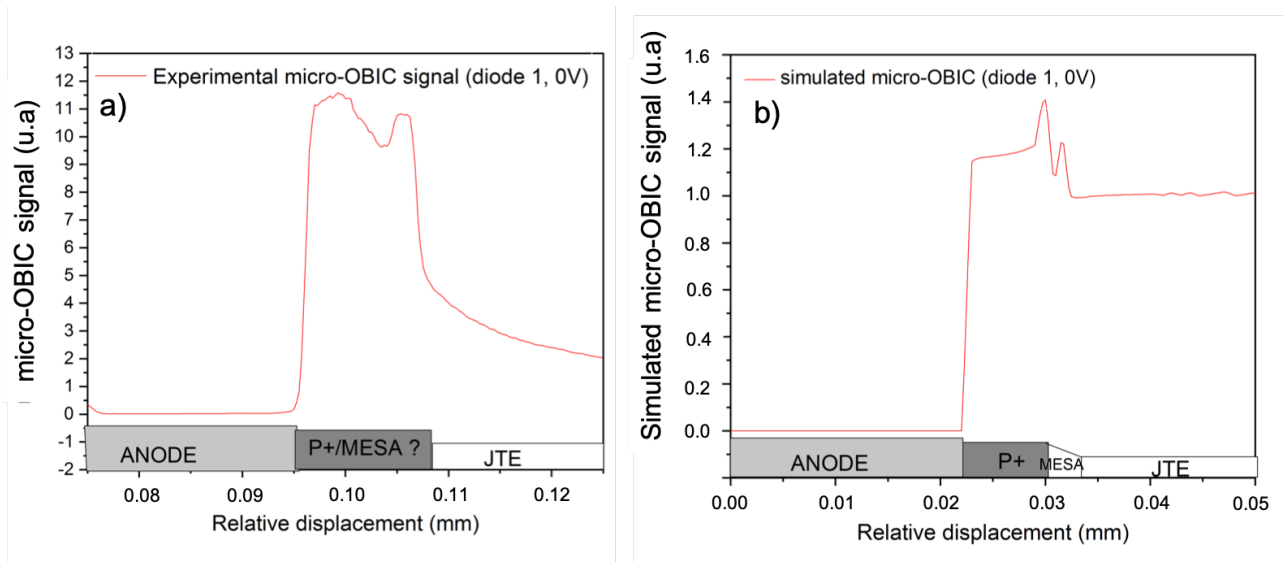 a)
Experimental micro-OBIC signal (diode 1, 0V)
micro-OBIC signal (u.a)
13
12
11
10
9
8
7
6
5
4
3
2
1
0
-1
-2
ANODE
P+/MESA ?
JTE
0.08 0.09 0.10 0.11 0.12
Relative displacement (mm)
b)
simulated micro-OBIC (diode 1, 0V)
Simulated micro-OBIC signal (u.a)
1.6
1.4
1.2
1.0
0.8
0.6
0.4
0.2
0.0
ANODE
P+
MESA
JTE
0.00 0.01 0.02 0.03 0.04 0.05
Relative displacement (mm)